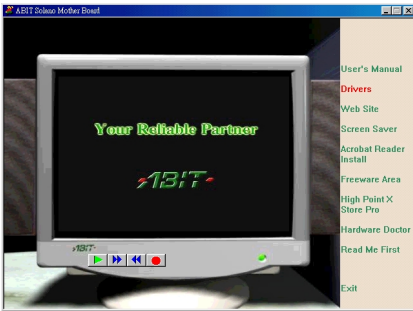 ABIT Solano Mother Board
Your Reliable Partner
ABIT
ABIT
User's Manual
Drivers
Web Site
Screen Saver
Acrobat Reader
Install
Freeware Area
High Point X
Store Pro
Hardware Doctor
Read Me First
Exit